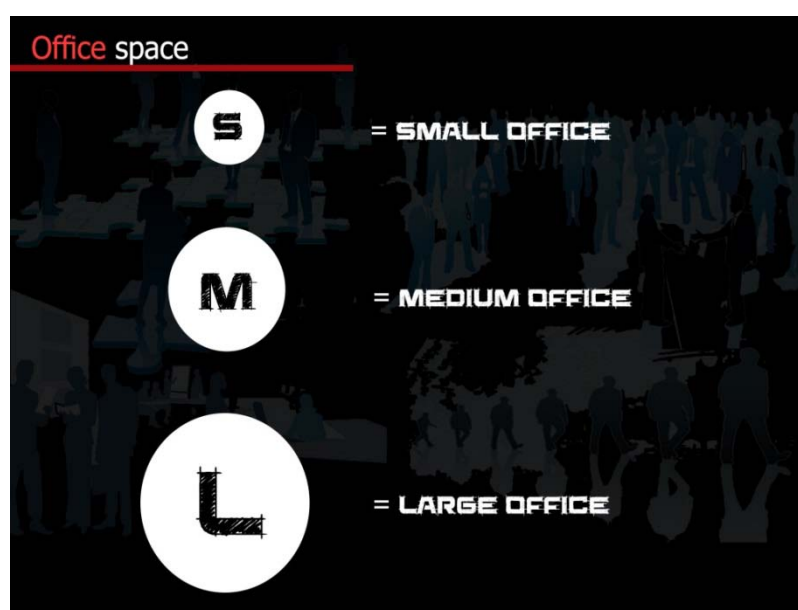 Office space
S = SMALL OFFICE
M = MEDIUM OFFICE
L = LARGE OFFICE